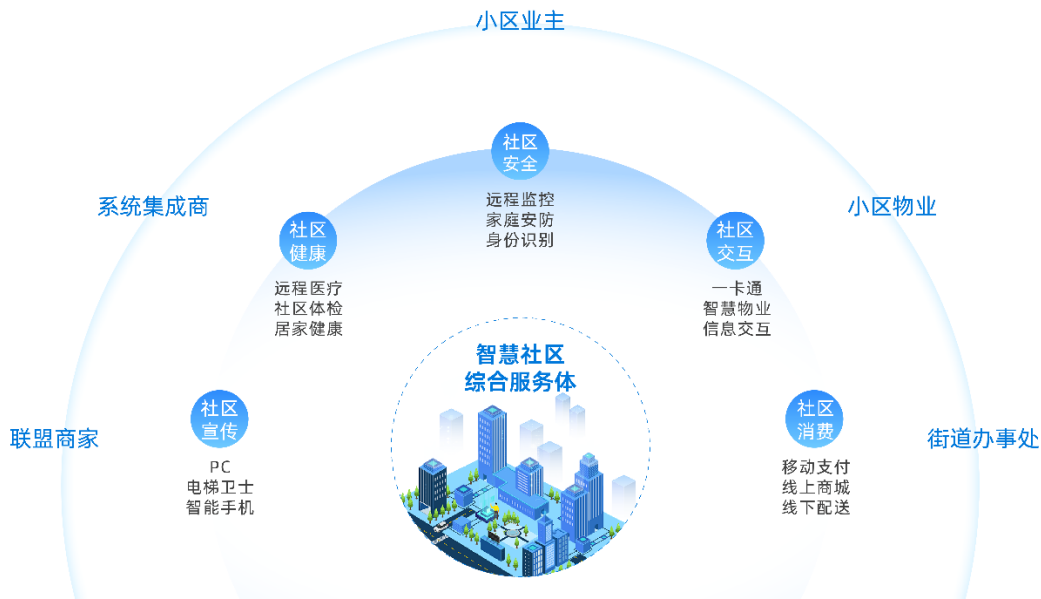 小区业主
社区
安全
远程监控
家庭安防
身份识别
系统集成商
小区物业
社区
健康
远程医疗
社区体检
居家健康
社区
交互
一卡通
智慧物业
信息交互
智慧社区
综合服务体
联盟商家
社区
宣传
PC
电梯卫士
智能手机
社区
消费
移动支付
线上商城
线下配送
街道办事处